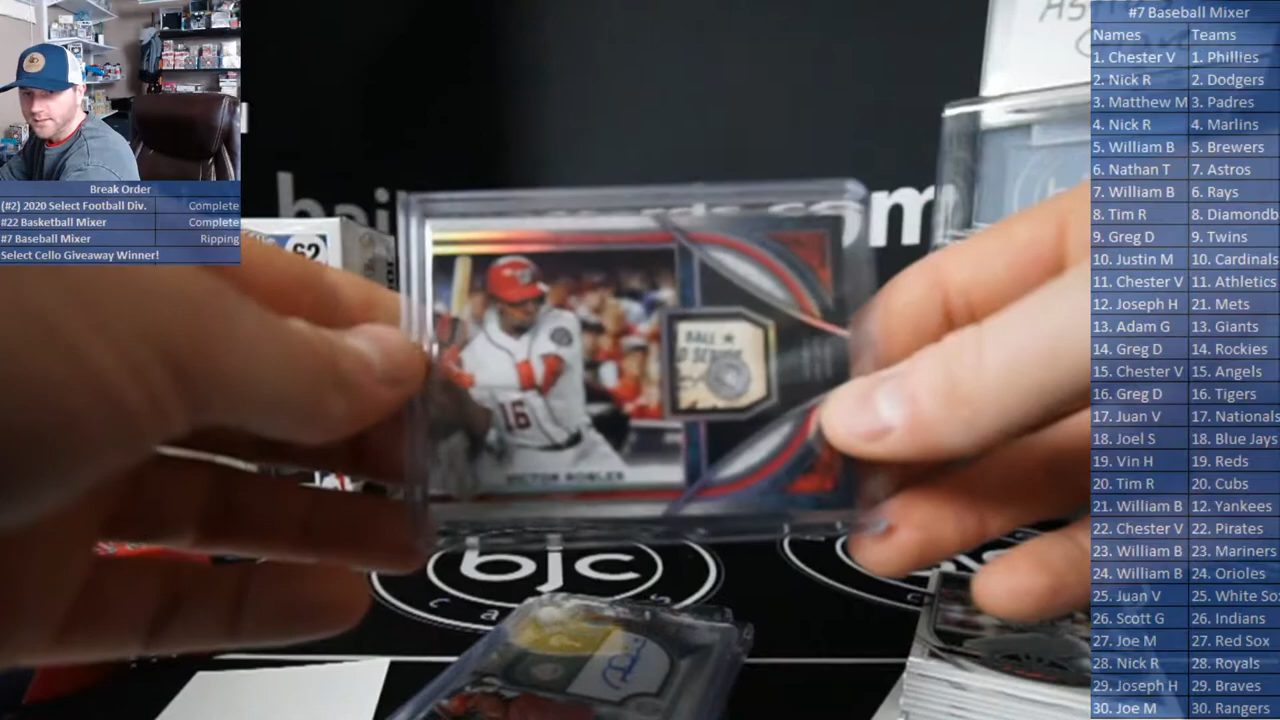 Break Order
(#2) 2020 Select Football Div. Complete
#22 Basketball Mixer Complete
#7 Baseball Mixer Ripping
Select Cello Giveaway Winner!
62
BALL ★
16
VICTOR ROBLES
bjc
#7 Baseball Mixer
Names Teams
1. Chester V 1. Phillies
2. Nick R 2. Dodgers
3. Matthew M 3. Padres
4. Nick R 4. Marlins
5. William B 5. Brewers
6. Nathan T 7. Astros
7. William B 6. Rays
8. Tim R 8. Diamondb
9. Greg D 9. Twins
10. Justin M 10. Cardinals
11. Chester V 11. Athletics
12. Joseph H 21. Mets
13. Adam G 13. Giants
14. Greg D 14. Rockies
15. Chester V 15. Angels
16. Greg D 16. Tigers
17. Juan V 17. Nationals
18. Joel S 18. Blue Jays
19. Vin H 19. Reds
20. Tim R 20. Cubs
21. William B 12. Yankees
22. Chester V 22. Pirates
23. William B 23. Mariners
24. William B 24. Orioles
25. Juan V 25. White So
26. Scott G 26. Indians
27. Joe M 27. Red Sox
28. Nick R 28. Royals
29. Joseph H 29. Braves
30. Joe M 30. Rangers